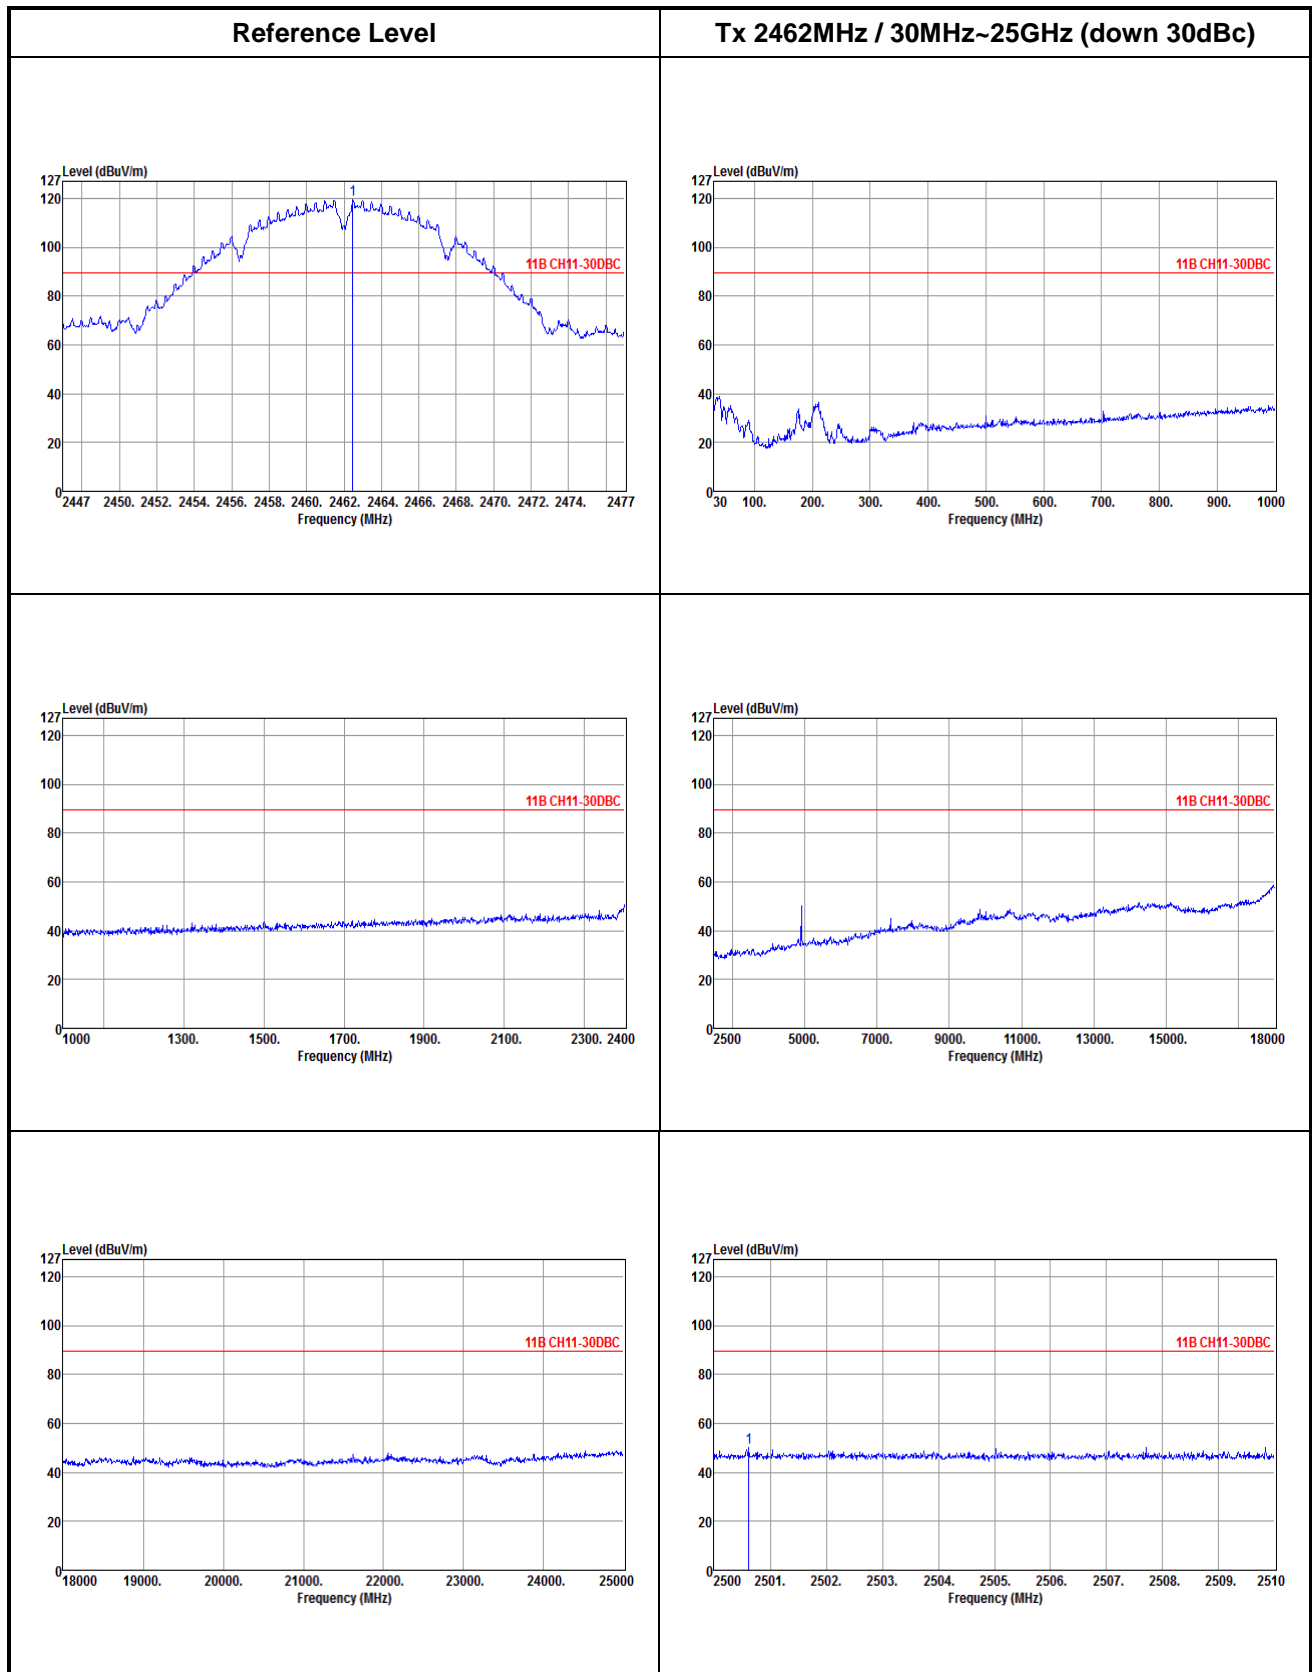 Reference Level
Tx 2462MHz / 30MHz~25GHz (down 30dBc)
Level (dBuV/m)
127
120
100
80
60
40
20
0
1
11B CH11-30DBC
2447 2450. 2452. 2454. 2456. 2458. 2460. 2462. 2464. 2466. 2468. 2470. 2472. 2474. 2477
Frequency (MHz)
Level (dBuV/m)
127
120
100
80
60
40
20
0
11B CH11-30DBC
30 100. 200. 300. 400. 500. 600. 700. 800. 900. 1000
Frequency (MHz)
Level (dBuV/m)
127
120
100
80
60
40
20
0
11B CH11-30DBC
1000 1300. 1500. 1700. 1900. 2100. 2300. 2400
Frequency (MHz)
Level (dBuV/m)
127
120
100
80
60
40
20
0
11B CH11-30DBC
2500 5000. 7000. 9000. 11000. 13000. 15000. 18000
Frequency (MHz)
Level (dBuV/m)
127
120
100
80
60
40
20
0
11B CH11-30DBC
18000 19000. 20000. 21000. 22000. 23000. 24000. 25000
Frequency (MHz)
Level (dBuV/m)
127
120
100
80
60
40
20
0
1
11B CH11-30DBC
2500 2501. 2502. 2503. 2504. 2505. 2506. 2507. 2508. 2509. 2510
Frequency (MHz)